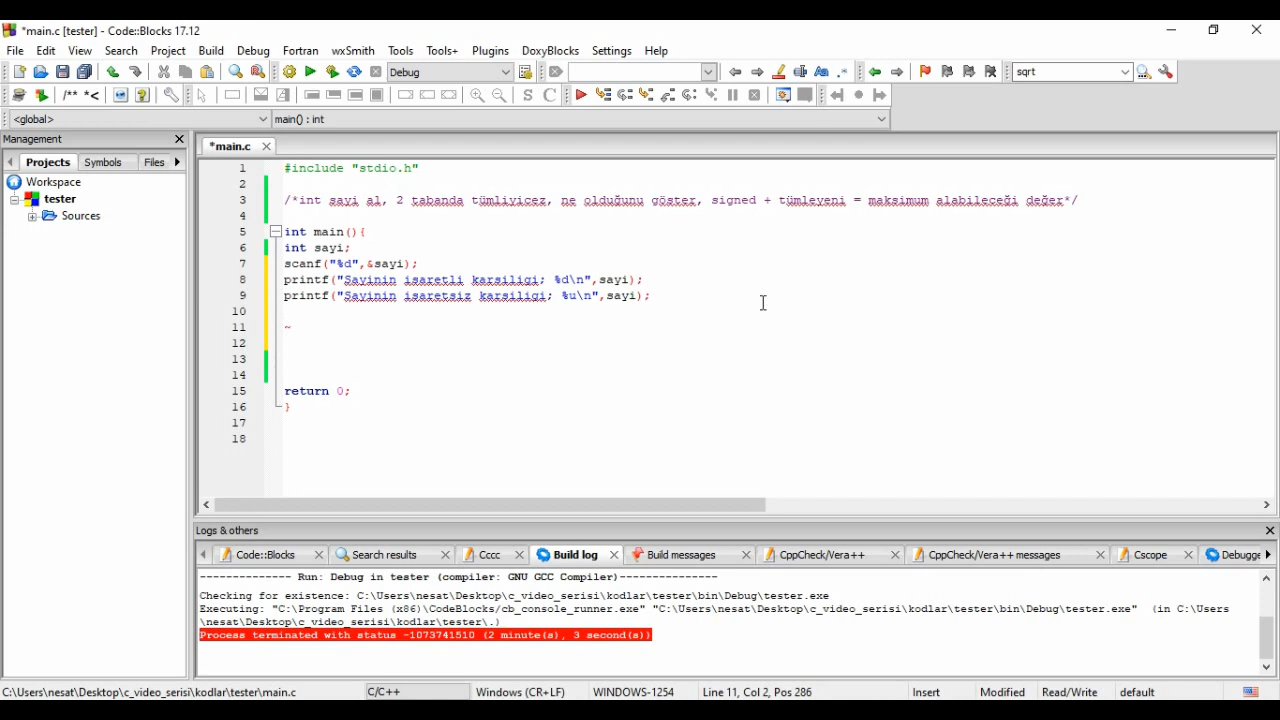 *main.c [tester] - Code::Blocks 17.12
File Edit View Search Project Build Debug Fortran wxSmith Tools Tools+ Plugins DoxyBlocks Settings Help
Debug
sqrt
/** *<
S C
<global>
main() : int
Management
*main.c
Projects Symbols Files
Workspace
tester
Sources
1 #include "stdio.h"
2
3 /*int sayi al, 2 tabanda tümliyicez, ne olduğunu göster, signed + tümleyeni = maksimum alabileceği değer*/
4
5 int main(){
6 int sayi;
7 scanf("%d",&sayi);
8 printf("Sayinin isaretli karsiligi; %d\n",sayi);
9 printf("Sayinin isaretsiz karsiligi; %u\n",sayi);
10
11 ~
12
13
14
15 return 0;
16 }
17
18
Logs & others
Code::Blocks Search results Cccc Build log Build messages CppCheck/Vera++ CppCheck/Vera++ messages Cscope Debugge
-------------- Run: Debug in tester (compiler: GNU GCC Compiler)---------------
Checking for existence: C:\Users\nesat\Desktop\c_video_serisi\kodlar\tester\bin\Debug\tester.exe
Executing: "C:\Program Files (x86)\CodeBlocks/cb_console_runner.exe" "C:\Users\nesat\Desktop\c_video_serisi\kodlar\tester\bin\Debug\tester.exe"  (in C:\Users
\nesat\Desktop\c_video_serisi\kodlar\tester\.)
Process terminated with status -1073741510 (2 minute(s), 3 second(s))
C:\Users\nesat\Desktop\c_video_serisi\kodlar\tester\main.c C/C++ Windows (CR+LF) WINDOWS-1254 Line 11, Col 2, Pos 286 Insert Modified Read/Write default